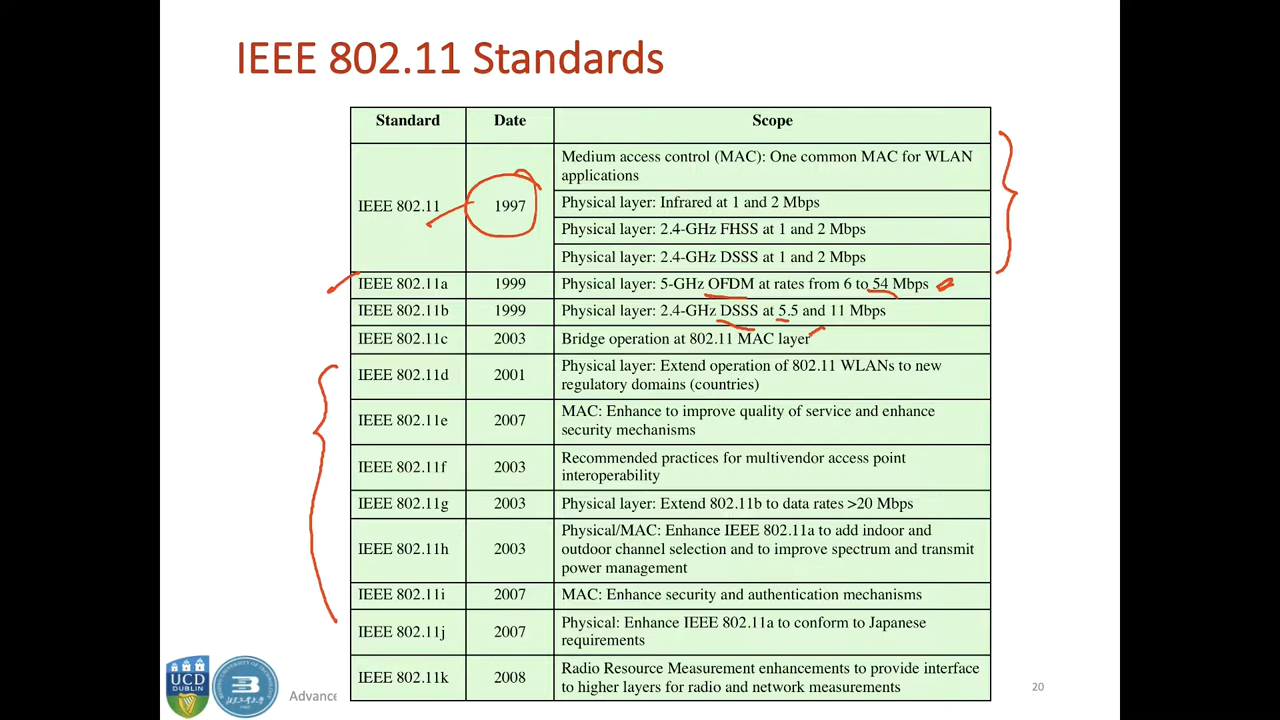 IEEE 802.11 Standards
Standard Date Scope
IEEE 802.11 1997 Medium access control (MAC): One common MAC for WLAN
applications
Physical layer: Infrared at 1 and 2 Mbps
Physical layer: 2.4-GHz FHSS at 1 and 2 Mbps
Physical layer: 2.4-GHz DSSS at 1 and 2 Mbps
IEEE 802.11a 1999 Physical layer: 5-GHz OFDM at rates from 6 to 54 Mbps
IEEE 802.11b 1999 Physical layer: 2.4-GHz DSSS at 5.5 and 11 Mbps
IEEE 802.11c 2003 Bridge operation at 802.11 MAC layer
IEEE 802.11d 2001 Physical layer: Extend operation of 802.11 WLANs to new
regulatory domains (countries)
IEEE 802.11e 2007 MAC: Enhance to improve quality of service and enhance
security mechanisms
IEEE 802.11f 2003 Recommended practices for multivendor access point
interoperability
IEEE 802.11g 2003 Physical layer: Extend 802.11b to data rates >20 Mbps
IEEE 802.11h 2003 Physical/MAC: Enhance IEEE 802.11a to add indoor and
outdoor channel selection and to improve spectrum and transmit
power management
IEEE 802.11i 2007 MAC: Enhance security and authentication mechanisms
IEEE 802.11j 2007 Physical: Enhance IEEE 802.11a to conform to Japanese
requirements
IEEE 802.11k 2008 Radio Resource Measurement enhancements to provide interface
to higher layers for radio and network measurements
UCD
DUBLIN
Advance
20